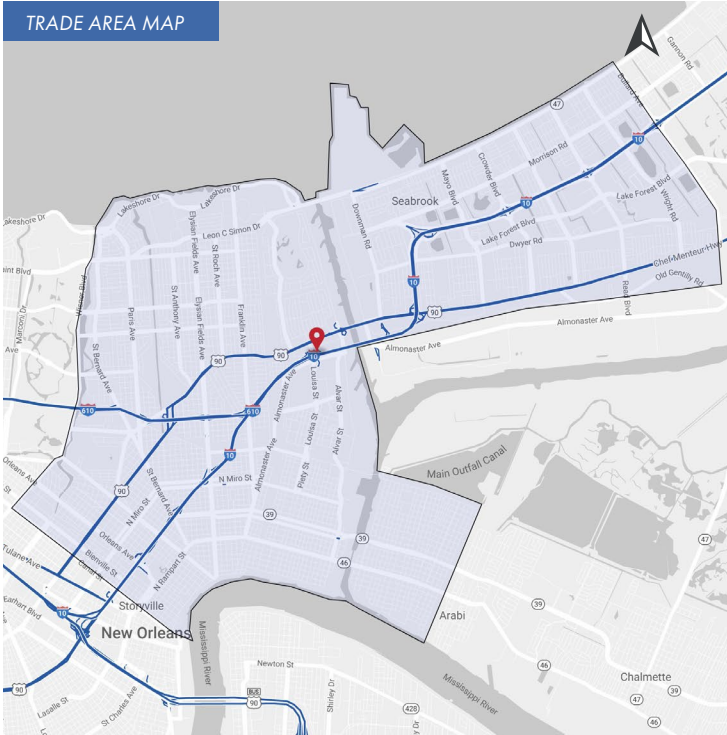 TRADE AREA MAP
Gannon Rd
Bullard Ave
47
10
Morrison Rd
Crowder Blvd
Mayo Blvd
Lake Forest Blvd
Wright Rd
Seabrook
10
Lakeshore Dr
Lakeshore Dr
Downman Rd
Lake Forest Blvd
Leon C Simon Dr
Dwyer Rd
Elysian Fields Ave
St Roch Ave
Chef Menteur Hwy
Old Gentilly Rd
10
Read Blvd
Marconi Dr
Paris Ave
St Anthony Ave
Elysian Fields Ave
Franklin Ave
90
Almonaster Ave
Almonaster Ave
St Bernard Ave
Ave
90
90
10
Louisa St
Almonaster Ave
Alvar St
610
610
Louisa St
Alvar St
10
Orleans Ave
St
90
St Bernard Ave
N Miro St
Almonaster Ave
Piety St
Main Outfall Canal
N Miro St
39
39
47
Orleans Ave
Tulane Ave
Bienville St
Canal St
N Rampart St
46
Earhart Blvd
10
Storyville
39
Arabi
New Orleans
Mississippi River
46
Newton St
Chalmette
90
BUS
90
Shirley Dr
Mississippi River
39
47
Lasalle St
St Charles Ave
428
46